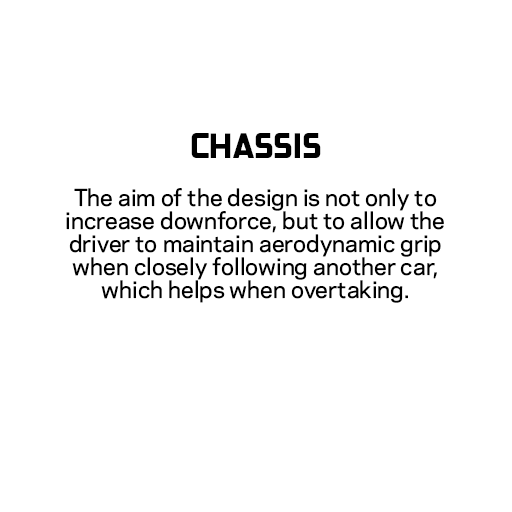 CHASSIS
The aim of the design is not only to
increase downforce, but to allow the
driver to maintain aerodynamic grip
when closely following another car,
which helps when overtaking.